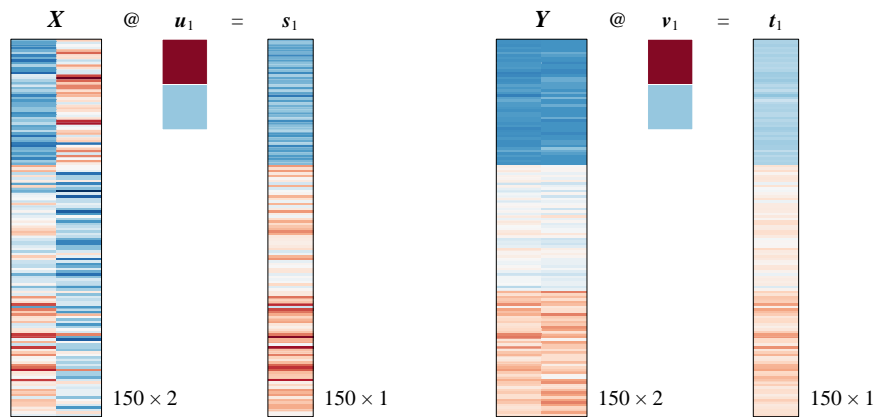 X @ u₁ = s₁ Y @ v₁ = t₁
150 × 2 150 × 1 150 × 2 150 × 1